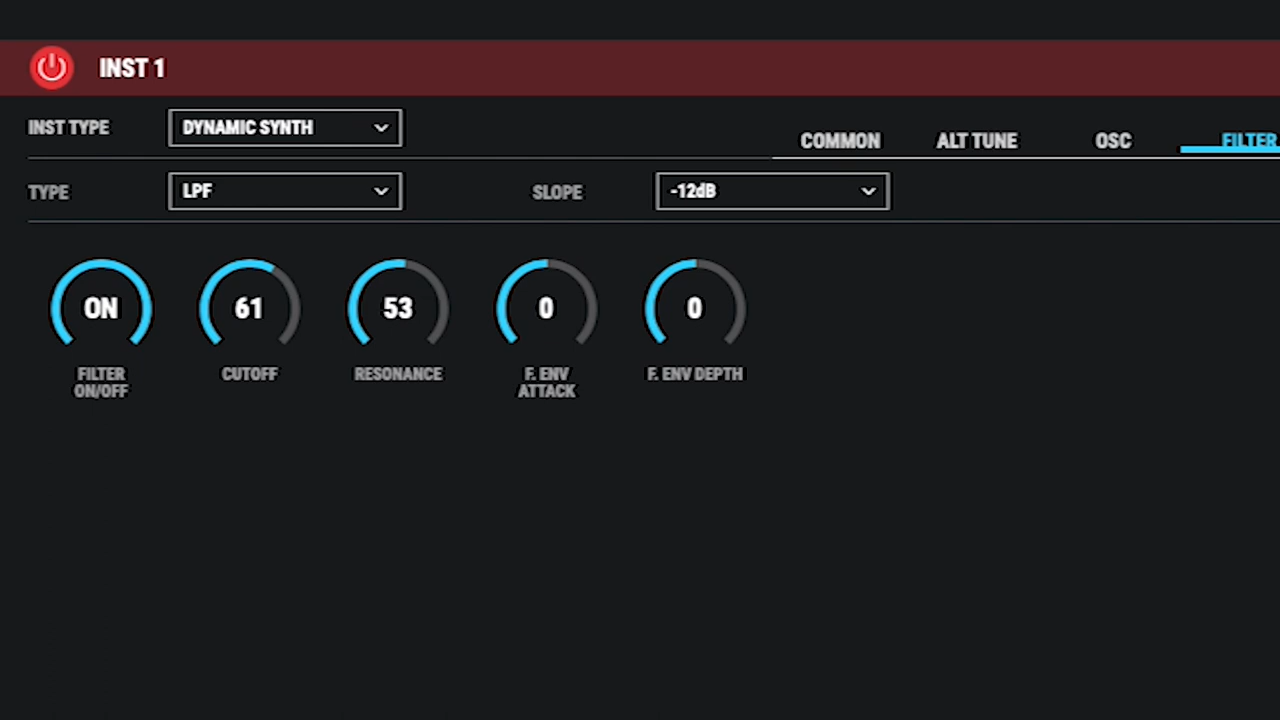 INST 1
INST TYPE DYNAMIC SYNTH
COMMON ALT TUNE OSC FILTER
TYPE LPF SLOPE -12dB
ON 61 53 0 0
FILTER ON/OFF
CUTOFF
RESONANCE
F. ENV ATTACK
F. ENV DEPTH